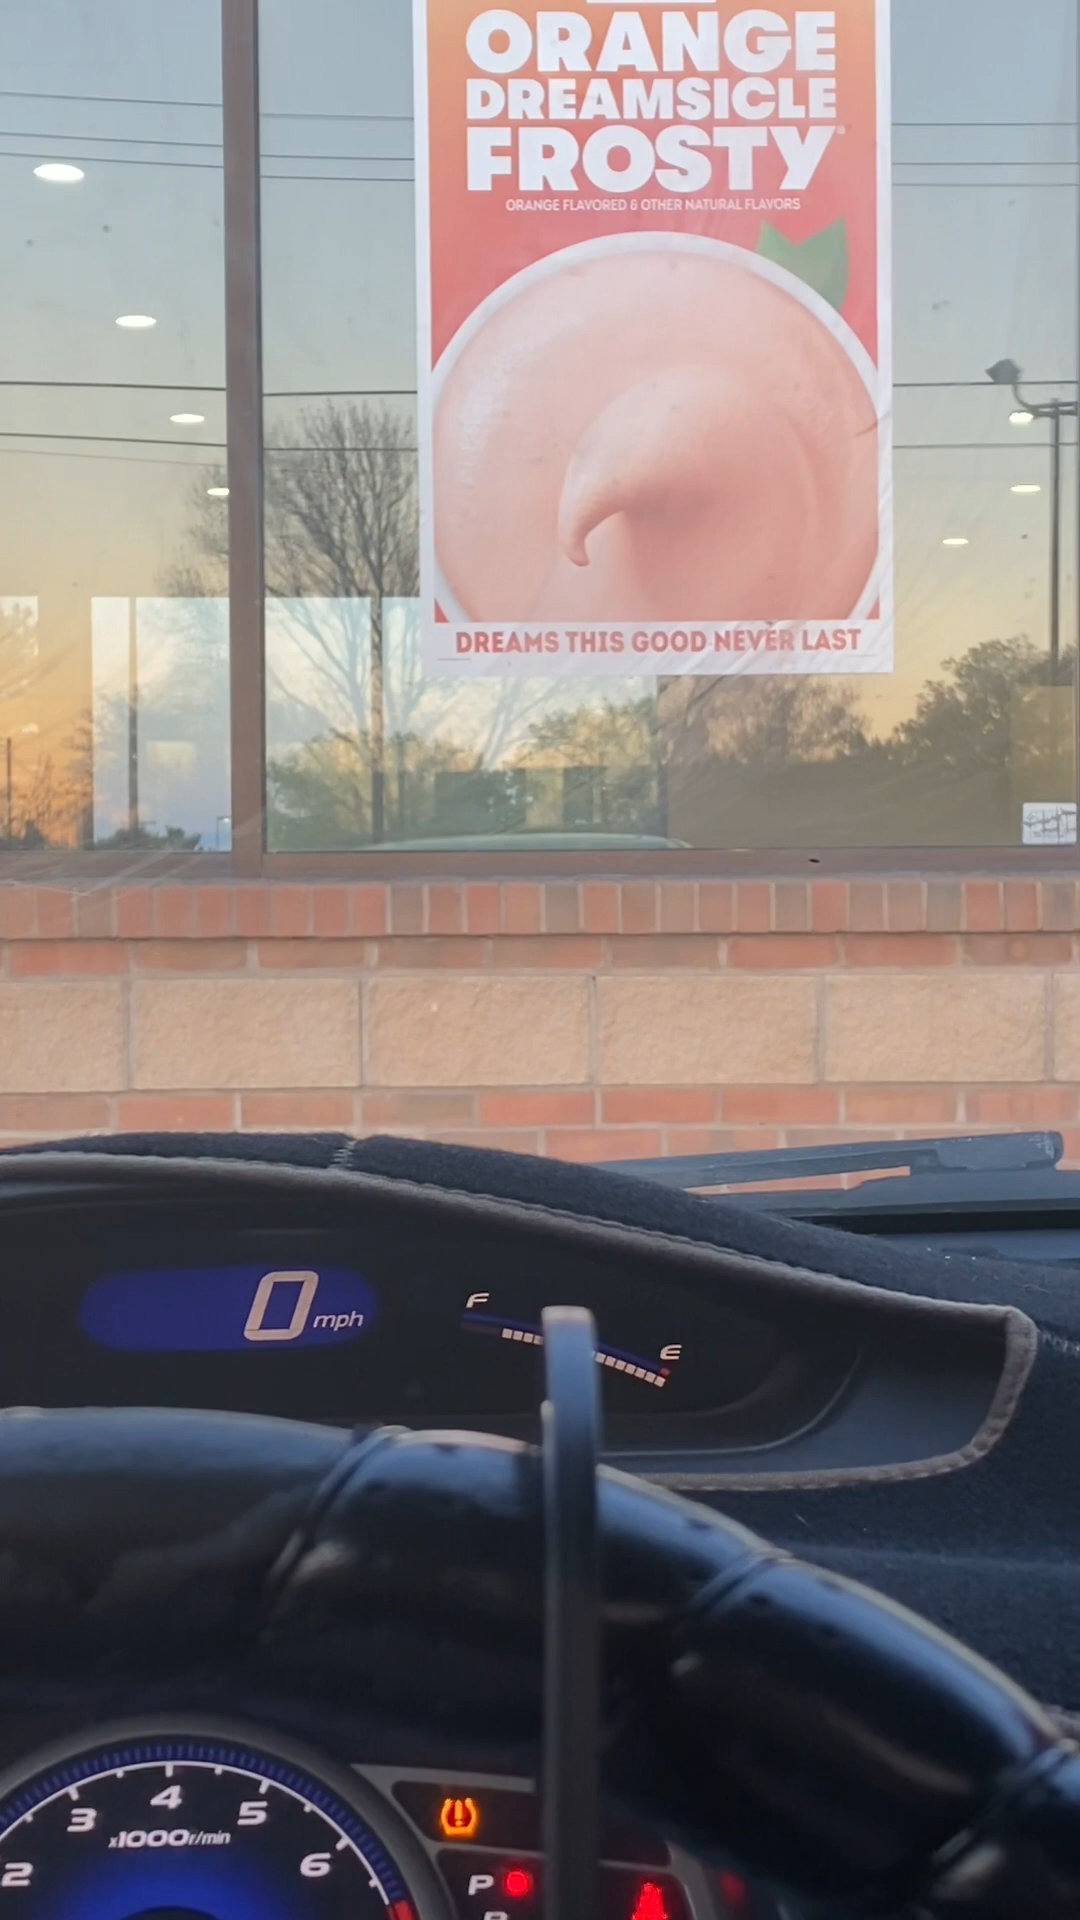 ORANGE
DREAMSICLE
FROSTY®
ORANGE FLAVORED & OTHER NATURAL FLAVORS
DREAMS THIS GOOD NEVER LAST
0 mph
F
E
2 3 4 5 6
x1000r/min
P